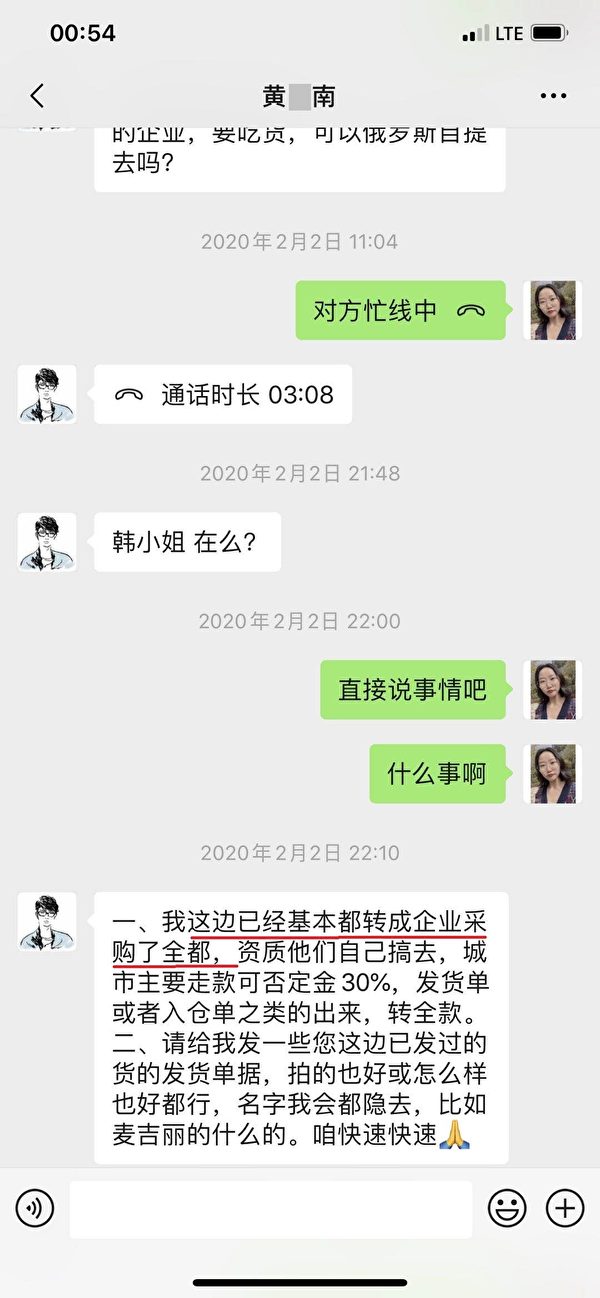 00:54
LTE
黄 南
的企业，要吃货，可以俄罗斯自提
去吗？
2020年2月2日 11:04
对方忙线中
通话时长 03:08
2020年2月2日 21:48
韩小姐 在么？
2020年2月2日 22:00
直接说事情吧
什么事啊
2020年2月2日 22:10
一、我这边已经基本都转成企业采
购了全都，资质他们自己搞去，城
市主要走款可否定金30%，发货单
或者入仓单之类的出来，转全款。
二、请给我发一些您这边已发过的
货的发货单据，拍的也好或怎么样
也好都行，名字我会都隐去，比如
麦吉丽的什么的。咱快速快速🙏